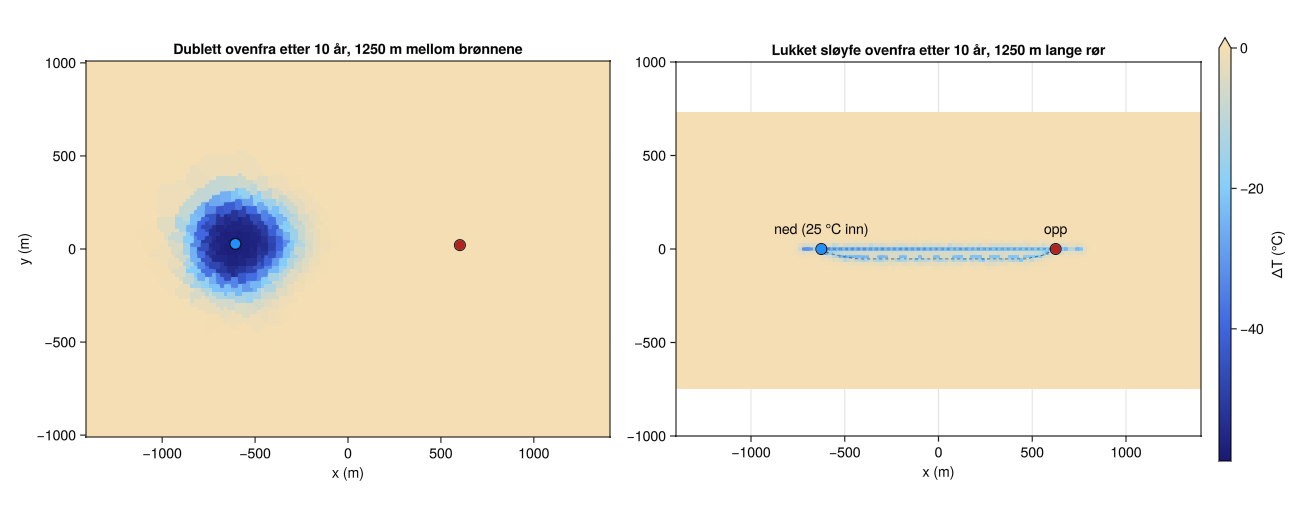 Dublett ovenfra etter 10 år, 1250 m mellom brønnene
1000
500
0
−500
−1000
y (m)
−1000
−500
0
500
1000
x (m)
Lukket sløyfe ovenfra etter 10 år, 1250 m lange rør
1000
500
0
−500
−1000
ned (25 °C inn)
opp
−1000
−500
0
500
1000
x (m)
0
−20
−40
ΔT (°C)